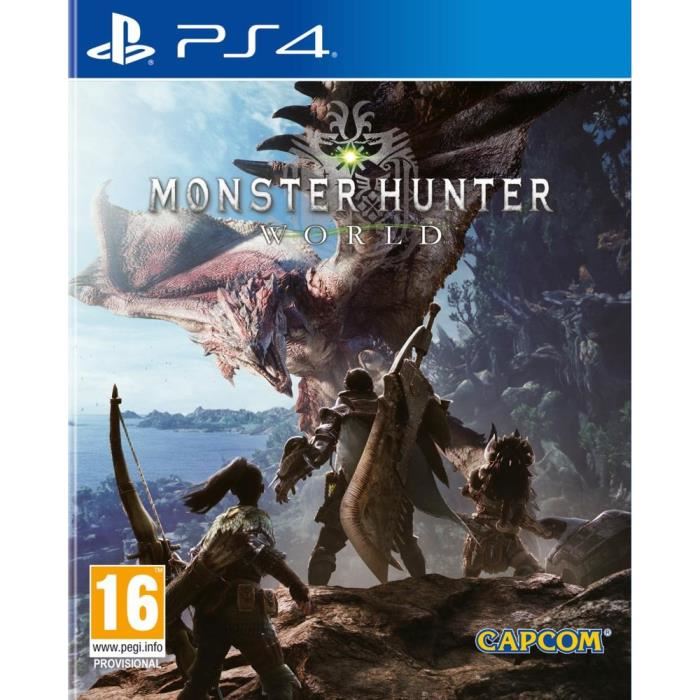 PS4
MONSTER HUNTER
WORLD
16
www.pegi.info
PROVISIONAL
CAPCOM